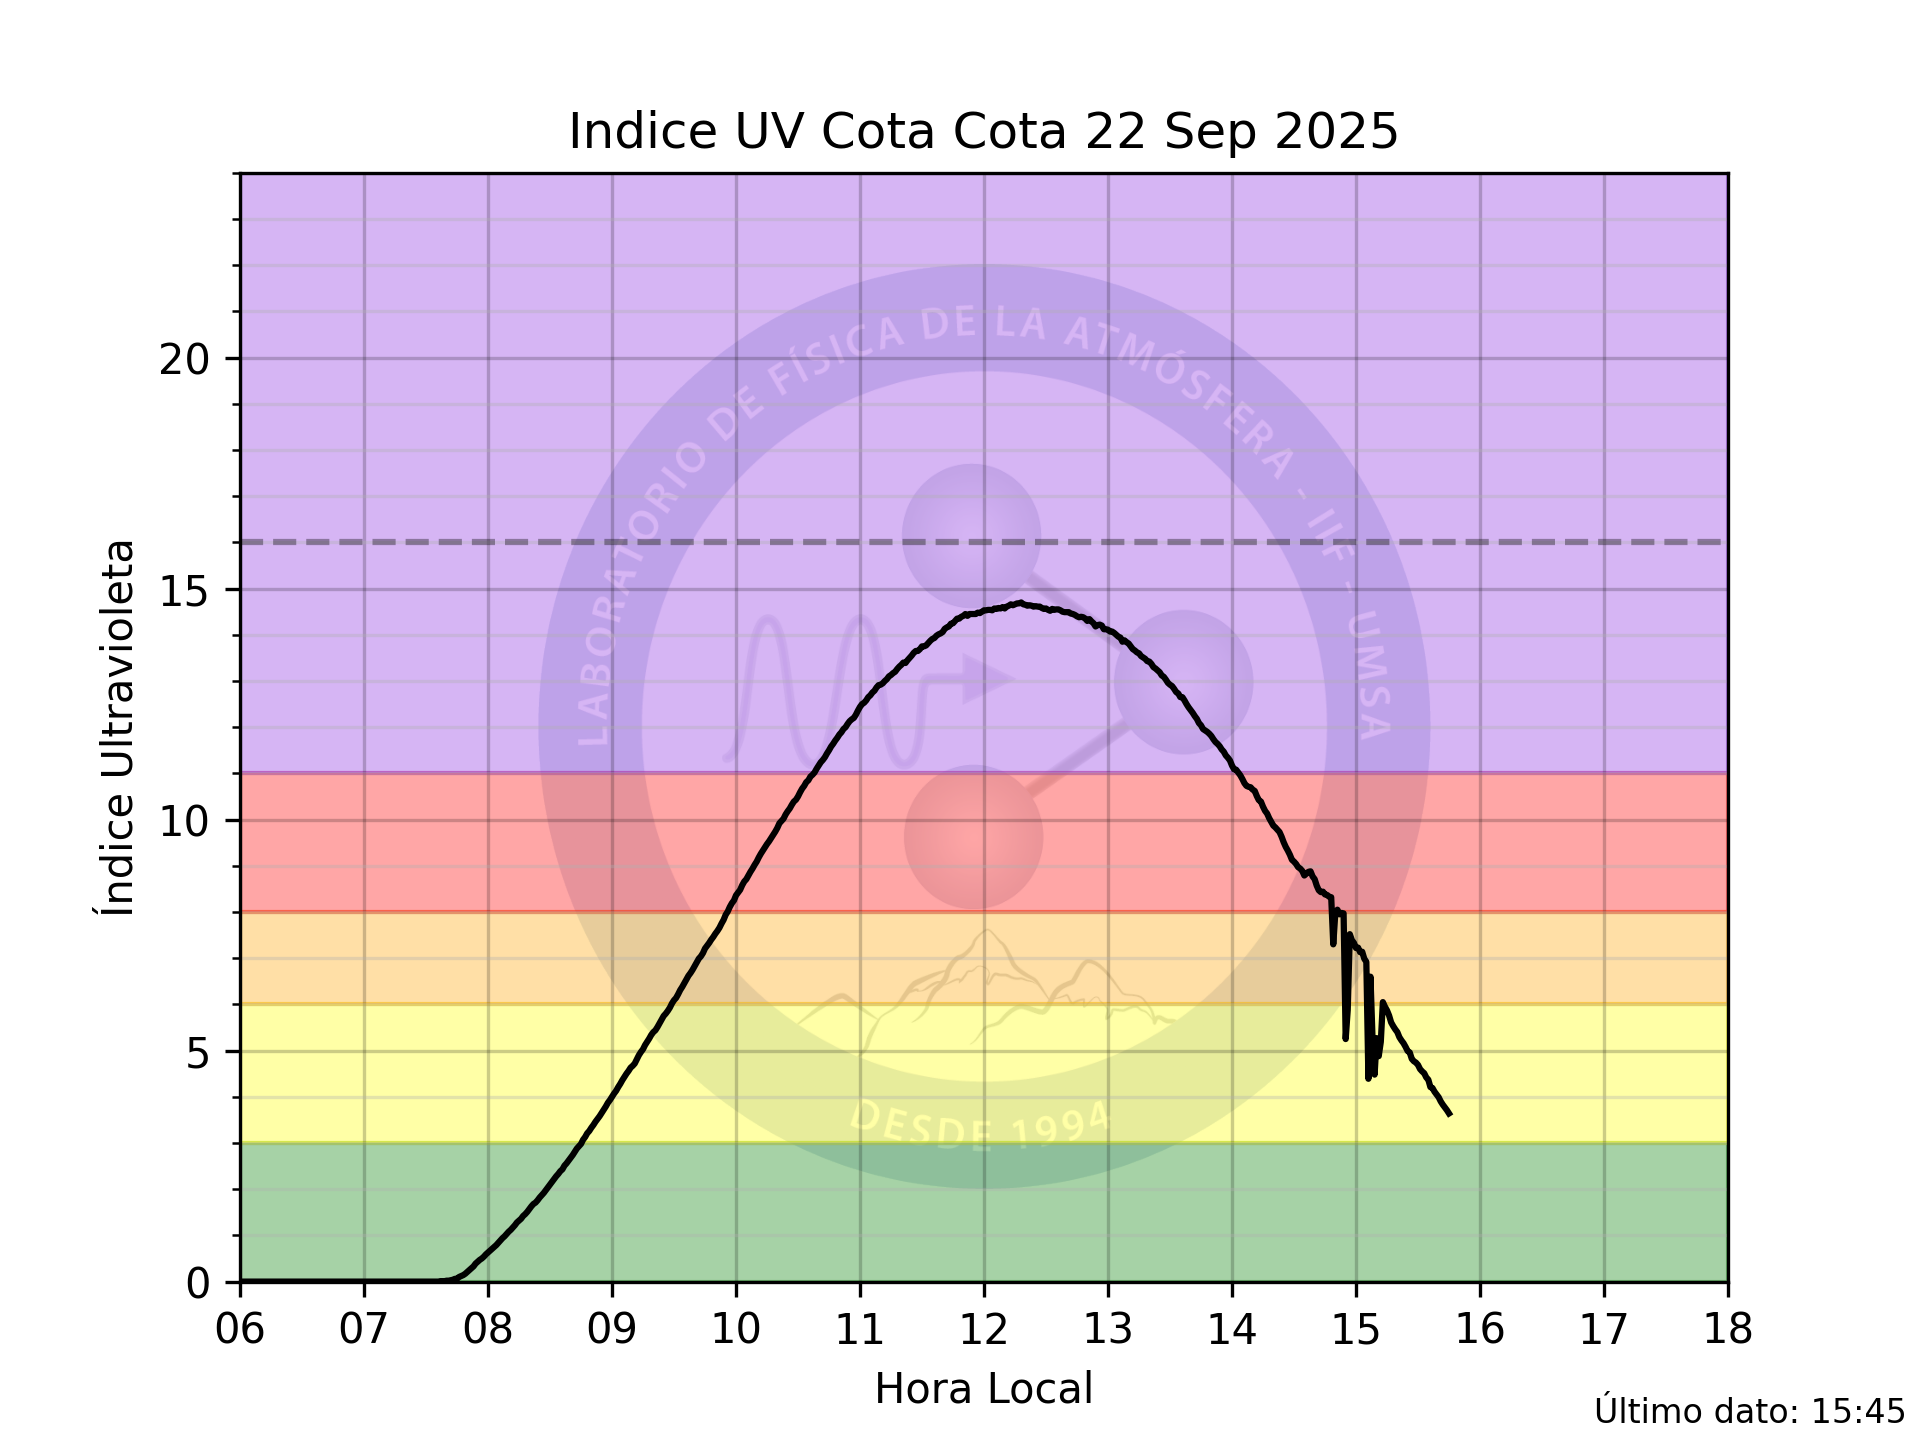 Indice UV Cota Cota 22 Sep 2025
LABORATORIO DE FÍSICA DE LA ATMÓSFERA - IIF - UMSA
DESDE 1994
Índice Ultravioleta
20
15
10
5
0
06 07 08 09 10 11 12 13 14 15 16 17 18
Hora Local
Último dato: 15:45